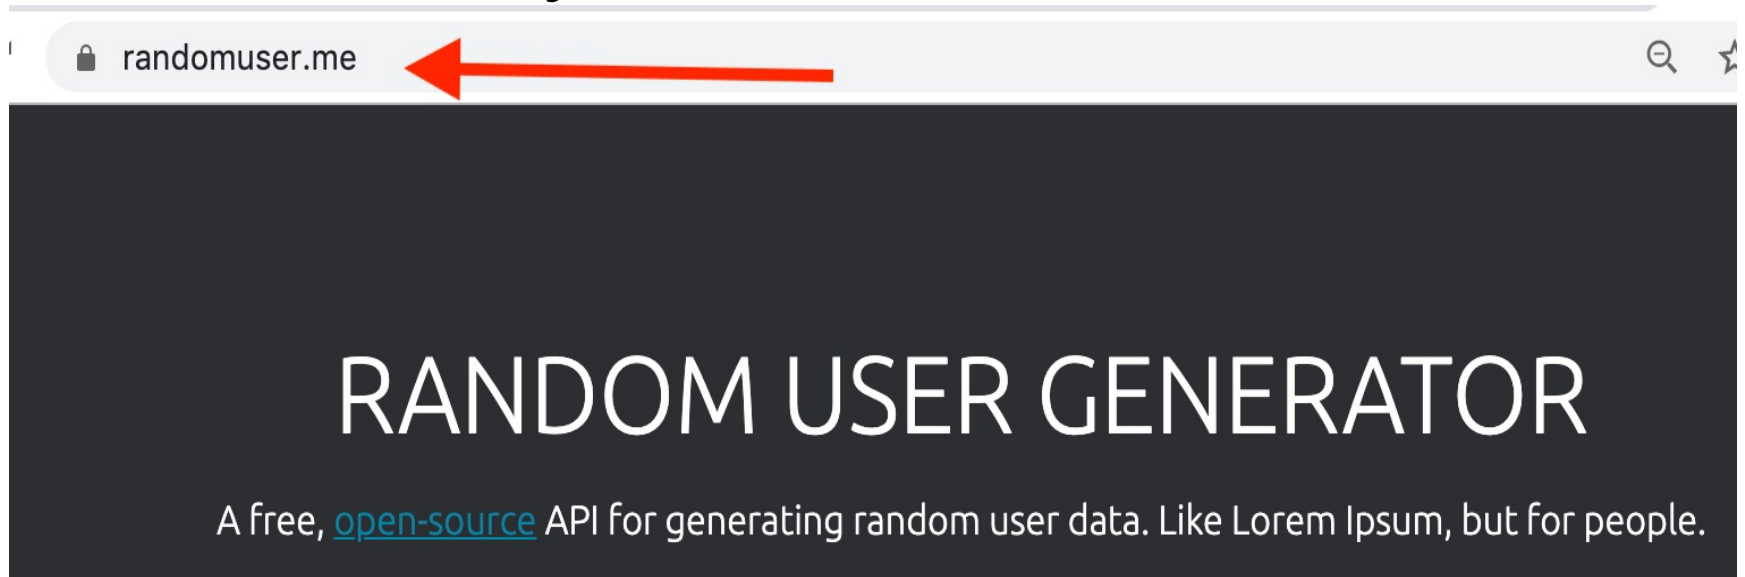 randomuser.me
RANDOM USER GENERATOR
A free, open-source API for generating random user data. Like Lorem Ipsum, but for people.